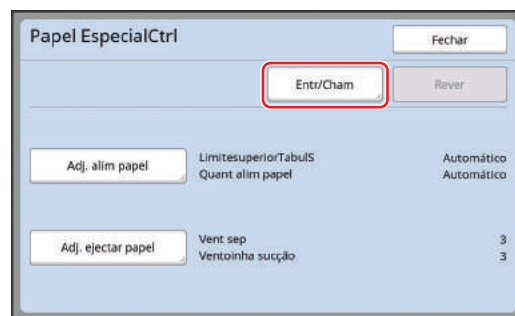 Papel EspecialCtrl
Fechar
Entr/Cham
Rever
Adj. alim papel
LimitesuperiorTabulS Automático
Quant alim papel Automático
Adj. ejectar papel
Vent sep 3
Ventoinha sucção 3